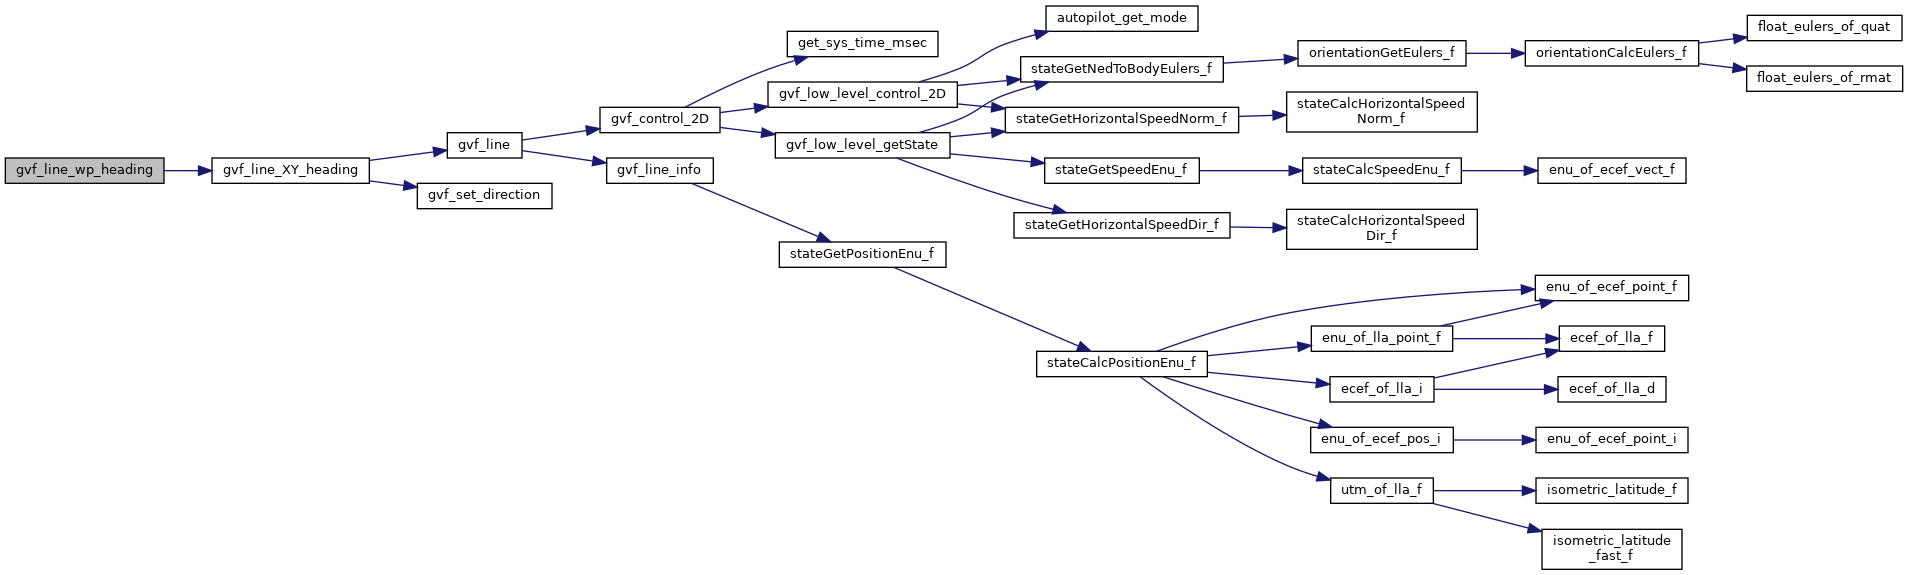 gvf_line_wp_heading
gvf_line_XY_heading
gvf_line
gvf_set_direction
gvf_control_2D
gvf_line_info
get_sys_time_msec
gvf_low_level_control_2D
gvf_low_level_getState
stateGetPositionEnu_f
autopilot_get_mode
stateGetNedToBodyEulers_f
stateGetHorizontalSpeedNorm_f
stateGetSpeedEnu_f
stateGetHorizontalSpeedDir_f
stateCalcPositionEnu_f
orientationGetEulers_f
stateCalcHorizontalSpeed
Norm_f
stateCalcSpeedEnu_f
stateCalcHorizontalSpeed
Dir_f
enu_of_lla_point_f
ecef_of_lla_i
enu_of_ecef_pos_i
utm_of_lla_f
orientationCalcEulers_f
enu_of_ecef_vect_f
enu_of_ecef_point_f
ecef_of_lla_f
ecef_of_lla_d
enu_of_ecef_point_i
isometric_latitude_f
isometric_latitude
_fast_f
float_eulers_of_quat
float_eulers_of_rmat